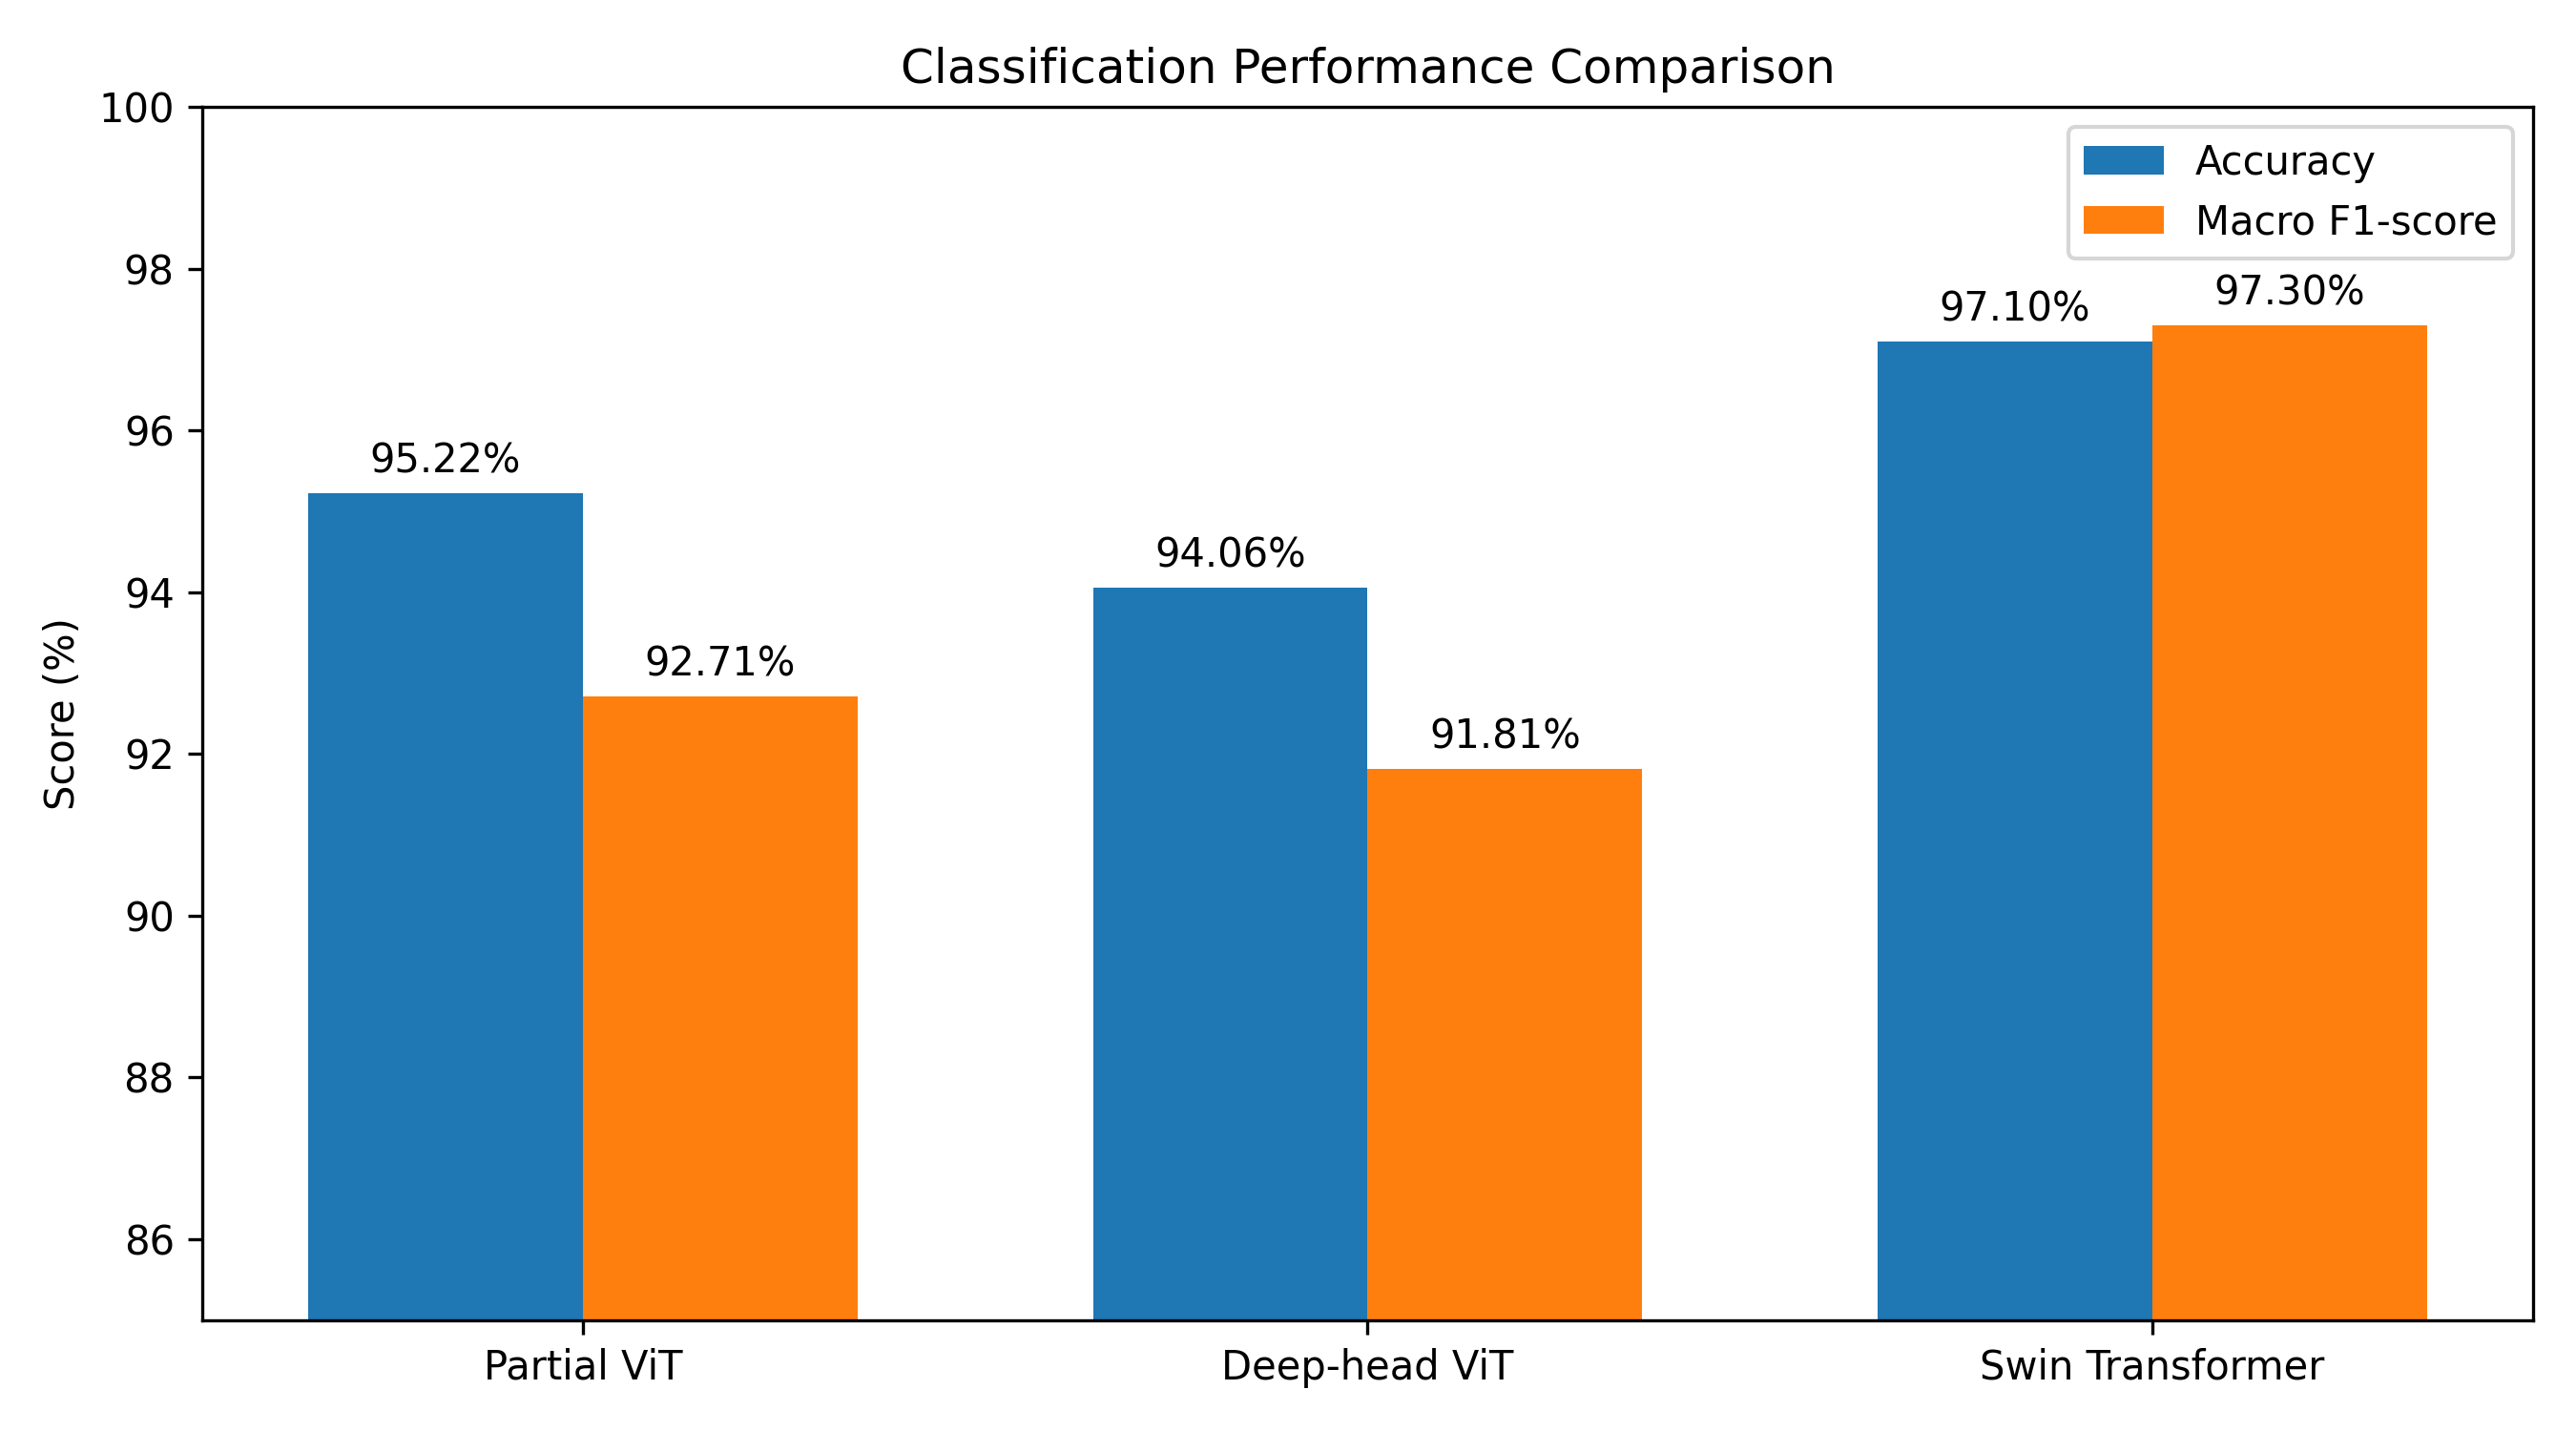 Classification Performance Comparison
Score (%)
100
98
96
94
92
90
88
86
Accuracy
Macro F1-score
95.22%
92.71%
94.06%
91.81%
97.10%
97.30%
Partial ViT
Deep-head ViT
Swin Transformer